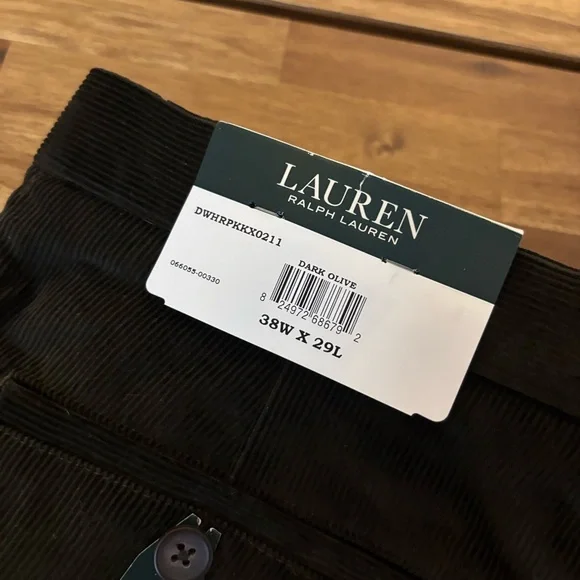 LAUREN
RALPH LAUREN
DWHRPKKX0211
DARK OLIVE
066055-00330
8 24972 68679 2
38W X 29L